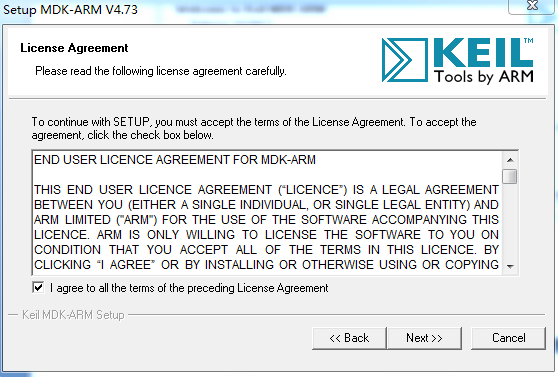 Setup MDK-ARM V4.73
License Agreement
Please read the following license agreement carefully.
KEIL™
Tools by ARM
To continue with SETUP, you must accept the terms of the License Agreement. To accept the
agreement, click the check box below.
END USER LICENCE AGREEMENT FOR MDK-ARM
THIS END USER LICENCE AGREEMENT (“LICENCE”) IS A LEGAL AGREEMENT
BETWEEN YOU (EITHER A SINGLE INDIVIDUAL, OR SINGLE LEGAL ENTITY) AND
ARM LIMITED ("ARM") FOR THE USE OF THE SOFTWARE ACCOMPANYING THIS
LICENCE. ARM IS ONLY WILLING TO LICENSE THE SOFTWARE TO YOU ON
CONDITION THAT YOU ACCEPT ALL OF THE TERMS IN THIS LICENCE. BY
CLICKING “I AGREE” OR BY INSTALLING OR OTHERWISE USING OR COPYING
I agree to all the terms of the preceding License Agreement
Keil MDK-ARM Setup
<< Back
Next >>
Cancel